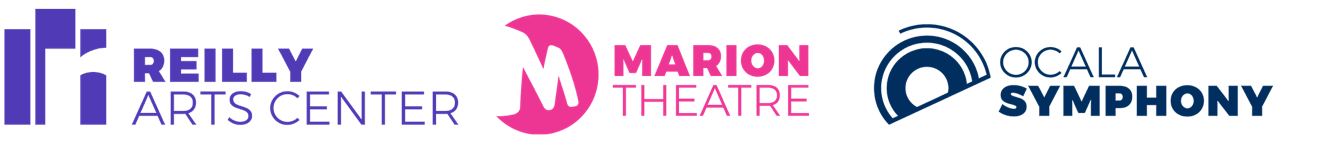 REILLY
ARTS CENTER
M
MARION
THEATRE
OCALA
SYMPHONY